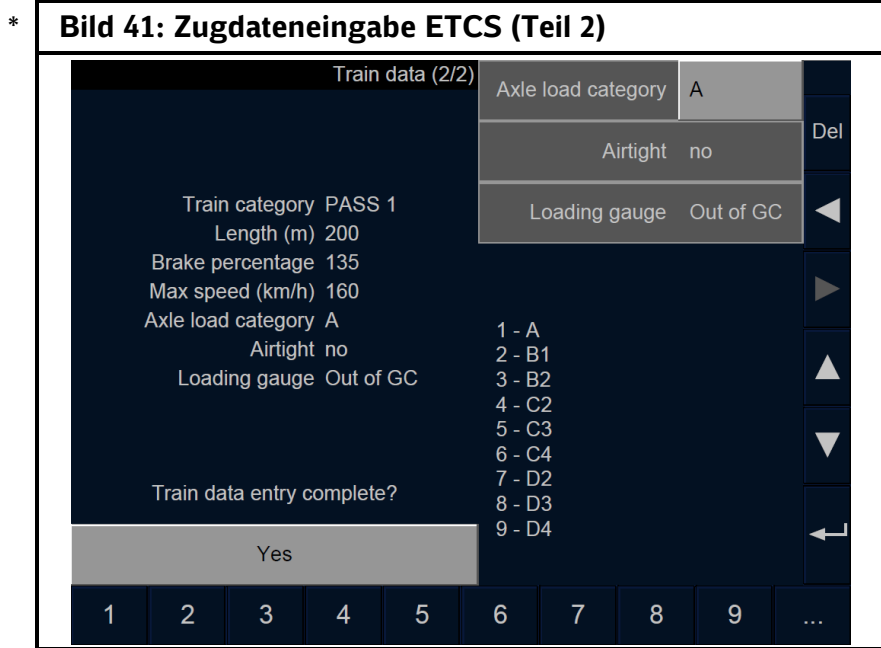 * Bild 41: Zugdateneingabe ETCS (Teil 2)
Train data (2/2)
Axle load category A
Airtight no
Loading gauge Out of GC
Del
Train category PASS 1
Length (m) 200
Brake percentage 135
Max speed (km/h) 160
Axle load category A
Airtight no
Loading gauge Out of GC
1 - A
2 - B1
3 - B2
4 - C2
5 - C3
6 - C4
7 - D2
8 - D3
9 - D4
Train data entry complete?
Yes
1 2 3 4 5 6 7 8 9 ...